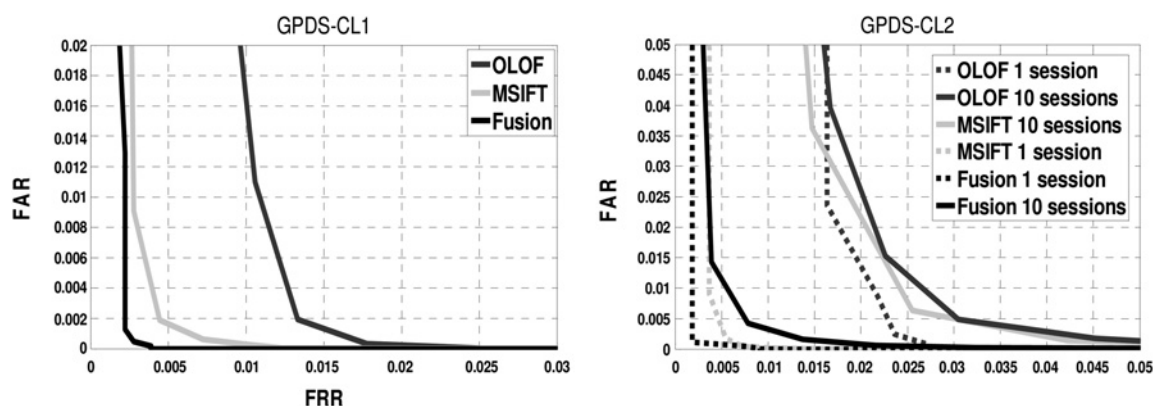 GPDS-CL1
0.02
0.018
0.016
0.014
0.012
0.01
0.008
0.006
0.004
0.002
0
FAR
OLOF
MSIFT
Fusion
0 0.005 0.01 0.015 0.02 0.025 0.03
FRR
GPDS-CL2
0.05
0.045
0.04
0.035
0.03
0.025
0.02
0.015
0.01
0.005
0
FAR
OLOF 1 session
OLOF 10 sessions
MSIFT 10 sessions
MSIFT 1 session
Fusion 1 session
Fusion 10 sessions
0 0.005 0.01 0.015 0.02 0.025 0.03 0.035 0.04 0.045 0.05